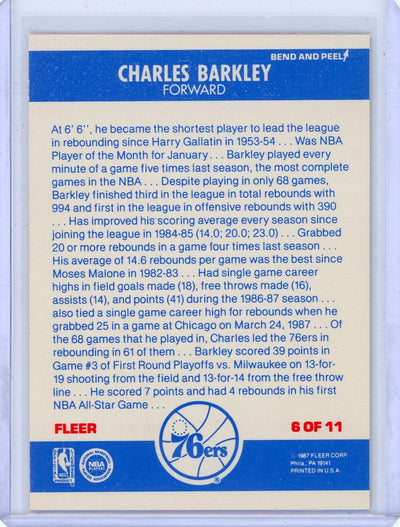 BEND AND PEEL
CHARLES BARKLEY
FORWARD
At 6' 6'', he became the shortest player to lead the league
in rebounding since Harry Gallatin in 1953-54 . . . Was NBA
Player of the Month for January . . . Barkley played every
minute of a game five times last season, the most complete
games in the NBA . . . Despite playing in only 68 games,
Barkley finished third in the league in total rebounds with
994 and first in the league in offensive rebounds with 390
. . . Has improved his scoring average every season since
joining the league in 1984-85 (14.0; 20.0; 23.0) . . . Grabbed
20 or more rebounds in a game four times last season . . .
His average of 14.6 rebounds per game was the best since
Moses Malone in 1982-83 . . . Had single game career
highs in field goals made (18), free throws made (16),
assists (14), and points (41) during the 1986-87 season . . .
also tied a single game career high for rebounds when he
grabbed 25 in a game at Chicago on March 24, 1987 . . . Of
the 68 games that he played in, Charles led the 76ers in
rebounding in 61 of them . . . Barkley scored 39 points in
Game #3 of First Round Playoffs vs. Milwaukee on 13-of-
19 shooting from the field and 13-for-14 from the free throw
line . . . He scored 7 points and had 4 rebounds in his first
NBA All-Star Game . . .
FLEER
6 OF 11
76ers
®
NBA
NBA
PLAYERS
© 1987 FLEER CORP.
Phila., PA 19141
PRINTED IN U.S.A.